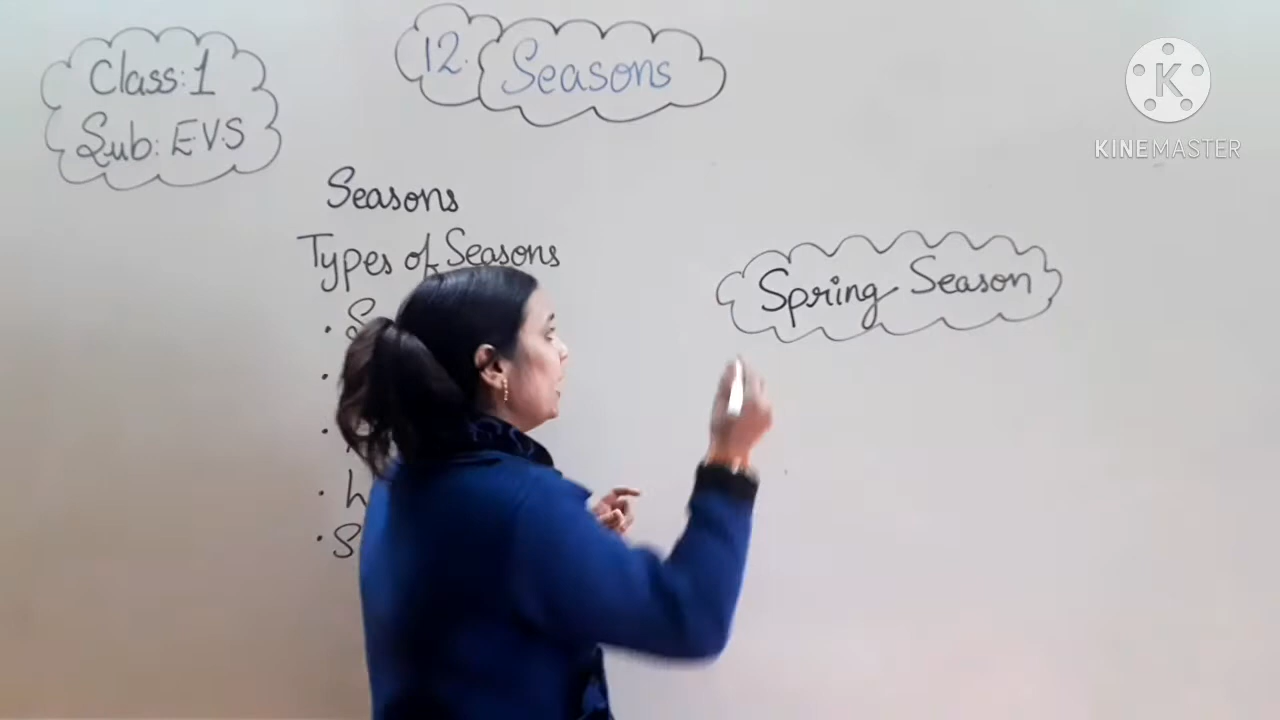 Class: 1
Sub: E.V.S
12. Seasons
KINEMASTER
Seasons
Types of Seasons
Spring Season